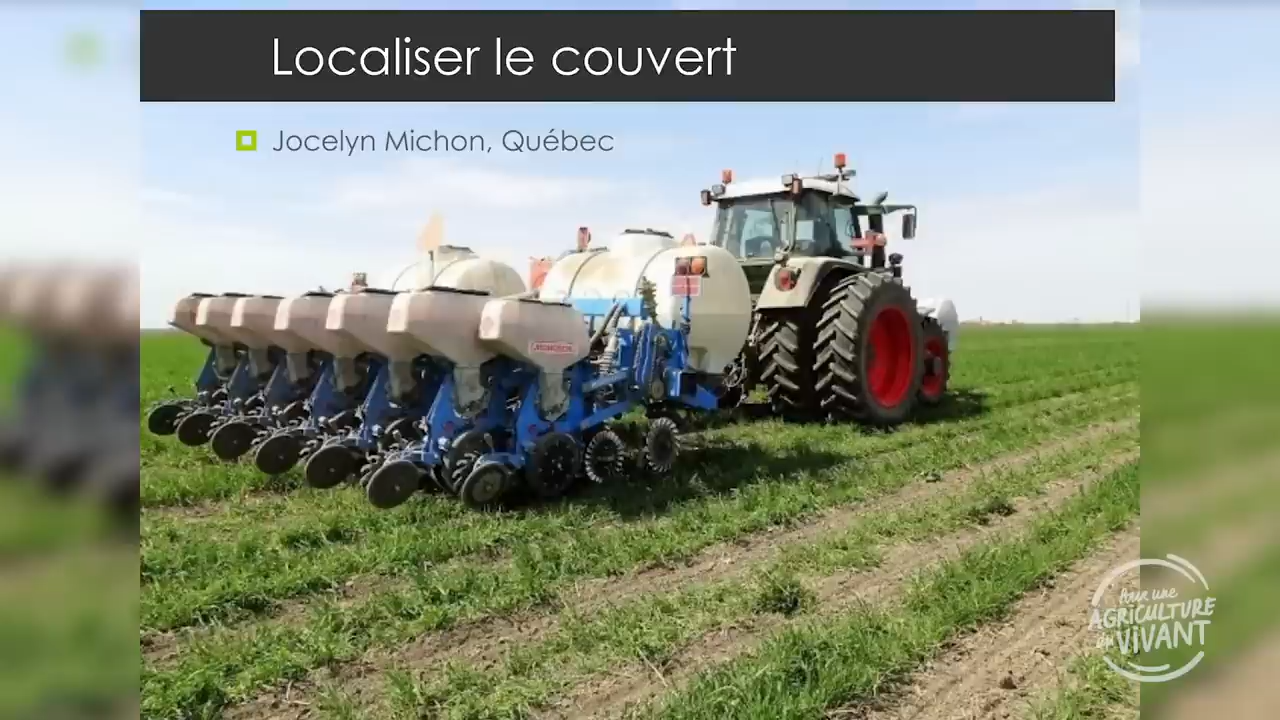 Localiser le couvert
Jocelyn Michon, Québec
MONOSEM
Pour une
AGRICULTURE
du VIVANT